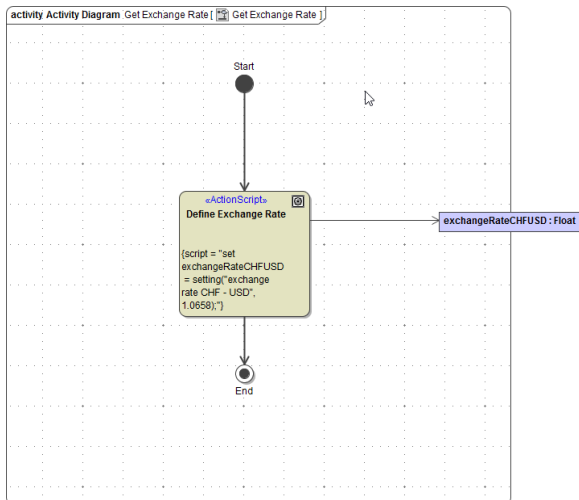 activity Activity Diagram Get Exchange Rate [ Get Exchange Rate ]
Start
«ActionScript»
Define Exchange Rate
{script = "set
exchangeRateCHFUSD
= setting("exchange
rate CHF - USD",
1.0658);"}
exchangeRateCHFUSD : Float
End